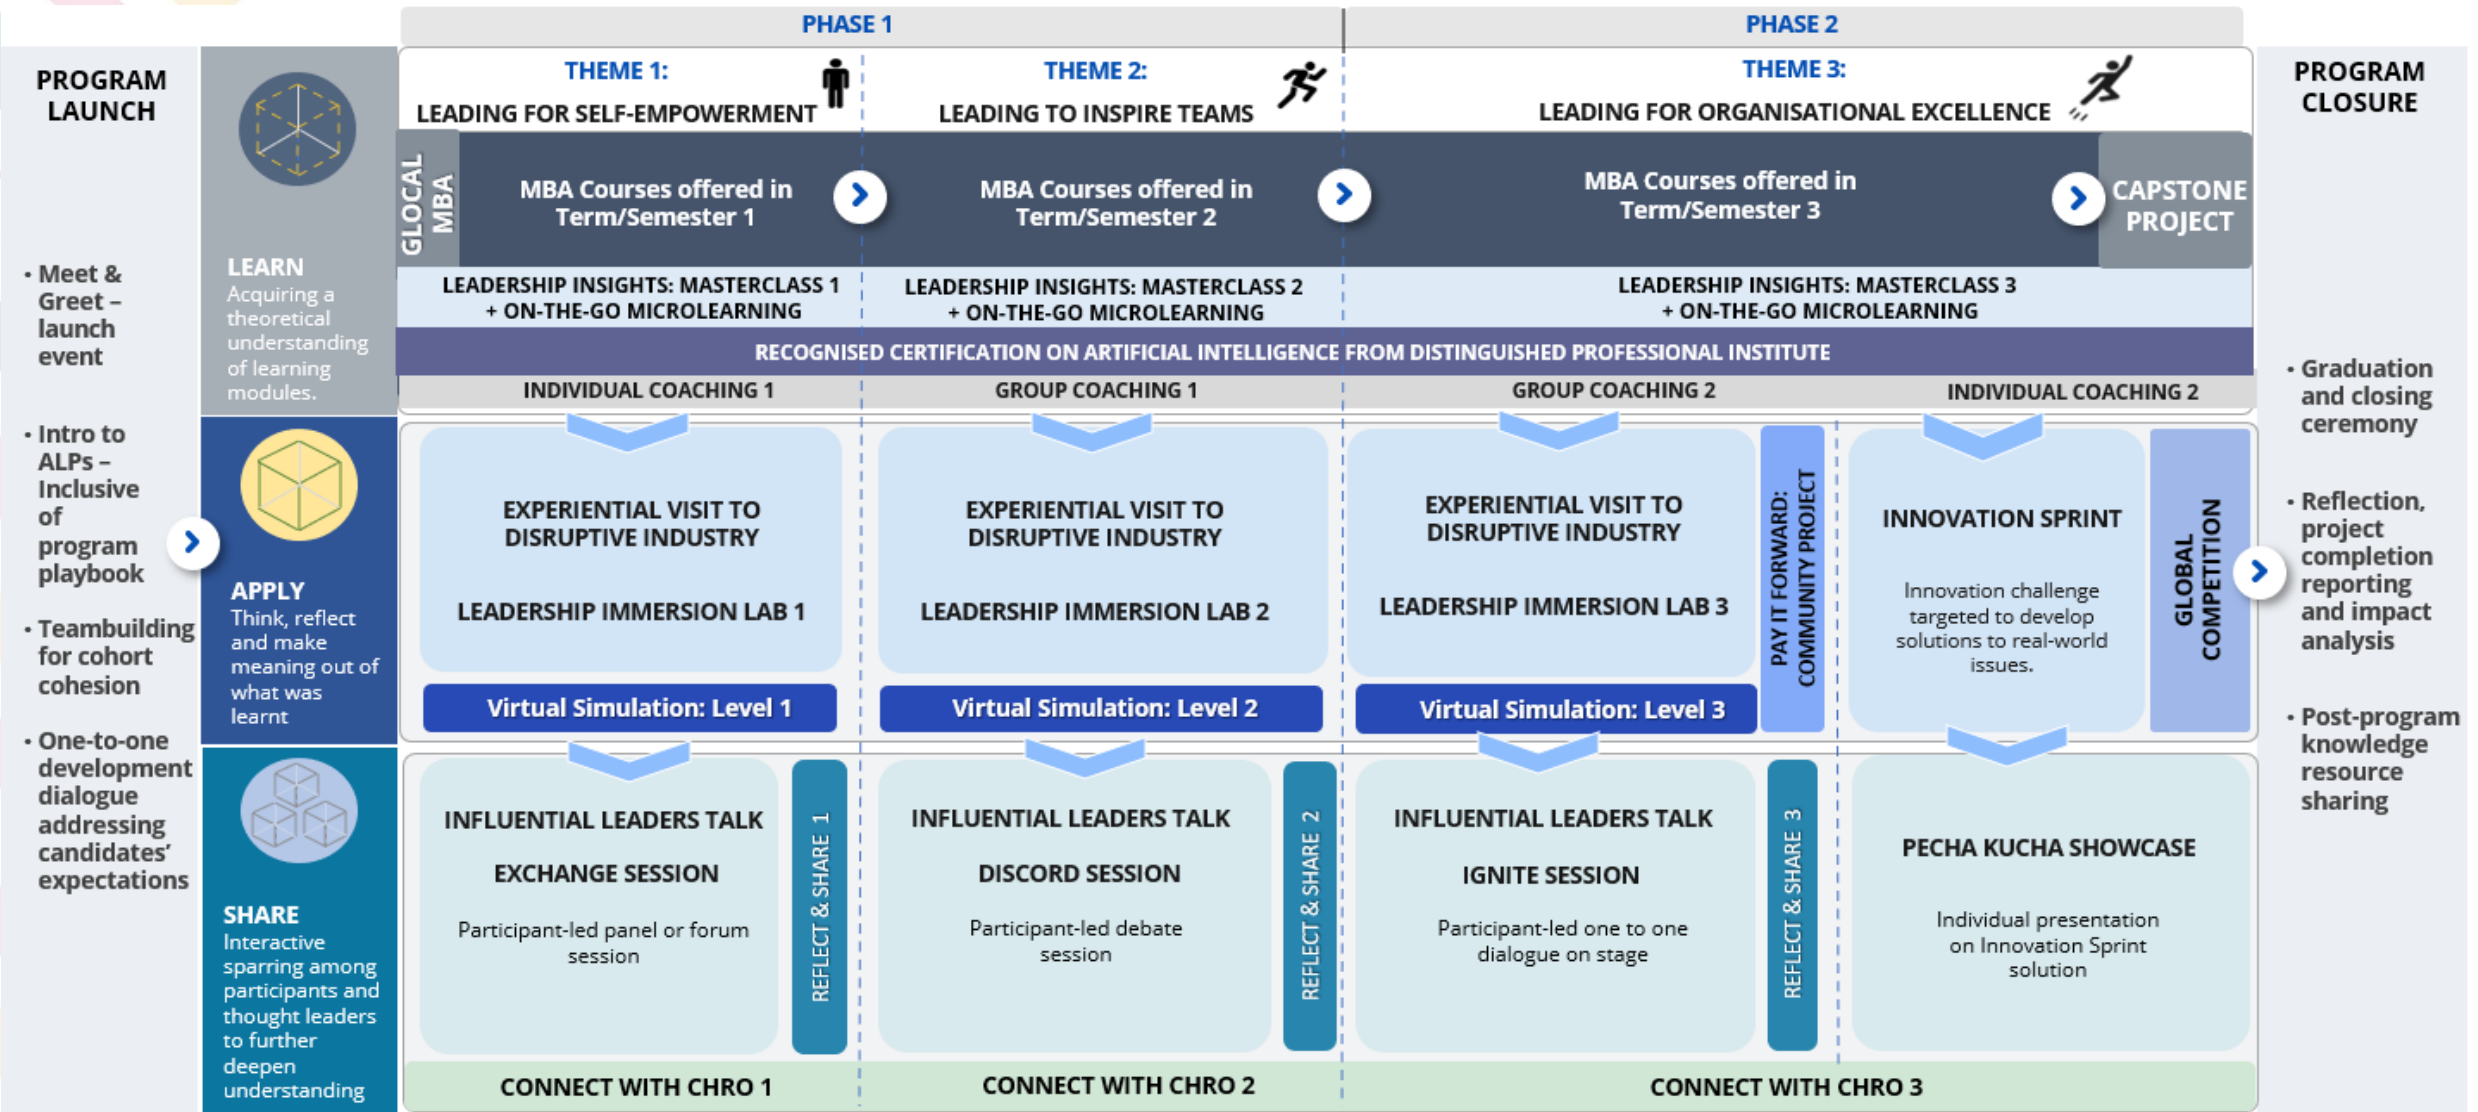 PHASE 1
PHASE 2
PROGRAM
LAUNCH
• Meet &
Greet –
launch
event
• Intro to
ALPs –
Inclusive
of
program
playbook
• Teambuilding
for cohort
cohesion
• One-to-one
development
dialogue
addressing
candidates’
expectations
LEARN
Acquiring a
theoretical
understanding
of learning
modules.
APPLY
Think, reflect
and make
meaning out of
what was
learnt
SHARE
Interactive
sparring among
participants and
thought leaders
to further
deepen
understanding
THEME 1:
LEADING FOR SELF-EMPOWERMENT
THEME 2:
LEADING TO INSPIRE TEAMS
THEME 3:
LEADING FOR ORGANISATIONAL EXCELLENCE
GLOCAL
MBA
MBA Courses offered in
Term/Semester 1
MBA Courses offered in
Term/Semester 2
MBA Courses offered in
Term/Semester 3
CAPSTONE
PROJECT
LEADERSHIP INSIGHTS: MASTERCLASS 1
+ ON-THE-GO MICROLEARNING
LEADERSHIP INSIGHTS: MASTERCLASS 2
+ ON-THE-GO MICROLEARNING
LEADERSHIP INSIGHTS: MASTERCLASS 3
+ ON-THE-GO MICROLEARNING
RECOGNISED CERTIFICATION ON ARTIFICIAL INTELLIGENCE FROM DISTINGUISHED PROFESSIONAL INSTITUTE
INDIVIDUAL COACHING 1
GROUP COACHING 1
GROUP COACHING 2
INDIVIDUAL COACHING 2
EXPERIENTIAL VISIT TO
DISRUPTIVE INDUSTRY
LEADERSHIP IMMERSION LAB 1
Virtual Simulation: Level 1
EXPERIENTIAL VISIT TO
DISRUPTIVE INDUSTRY
LEADERSHIP IMMERSION LAB 2
Virtual Simulation: Level 2
EXPERIENTIAL VISIT TO
DISRUPTIVE INDUSTRY
LEADERSHIP IMMERSION LAB 3
Virtual Simulation: Level 3
PAY IT FORWARD:
COMMUNITY PROJECT
INNOVATION SPRINT
Innovation challenge
targeted to develop
solutions to real-world
issues.
GLOBAL
COMPETITION
INFLUENTIAL LEADERS TALK
EXCHANGE SESSION
Participant-led panel or forum
session
REFLECT & SHARE 1
INFLUENTIAL LEADERS TALK
DISCORD SESSION
Participant-led debate
session
REFLECT & SHARE 2
INFLUENTIAL LEADERS TALK
IGNITE SESSION
Participant-led one to one
dialogue on stage
REFLECT & SHARE 3
PECHA KUCHA SHOWCASE
Individual presentation
on Innovation Sprint
solution
CONNECT WITH CHRO 1
CONNECT WITH CHRO 2
CONNECT WITH CHRO 3
PROGRAM
CLOSURE
• Graduation
and closing
ceremony
• Reflection,
project
completion
reporting
and impact
analysis
• Post-program
knowledge
resource
sharing